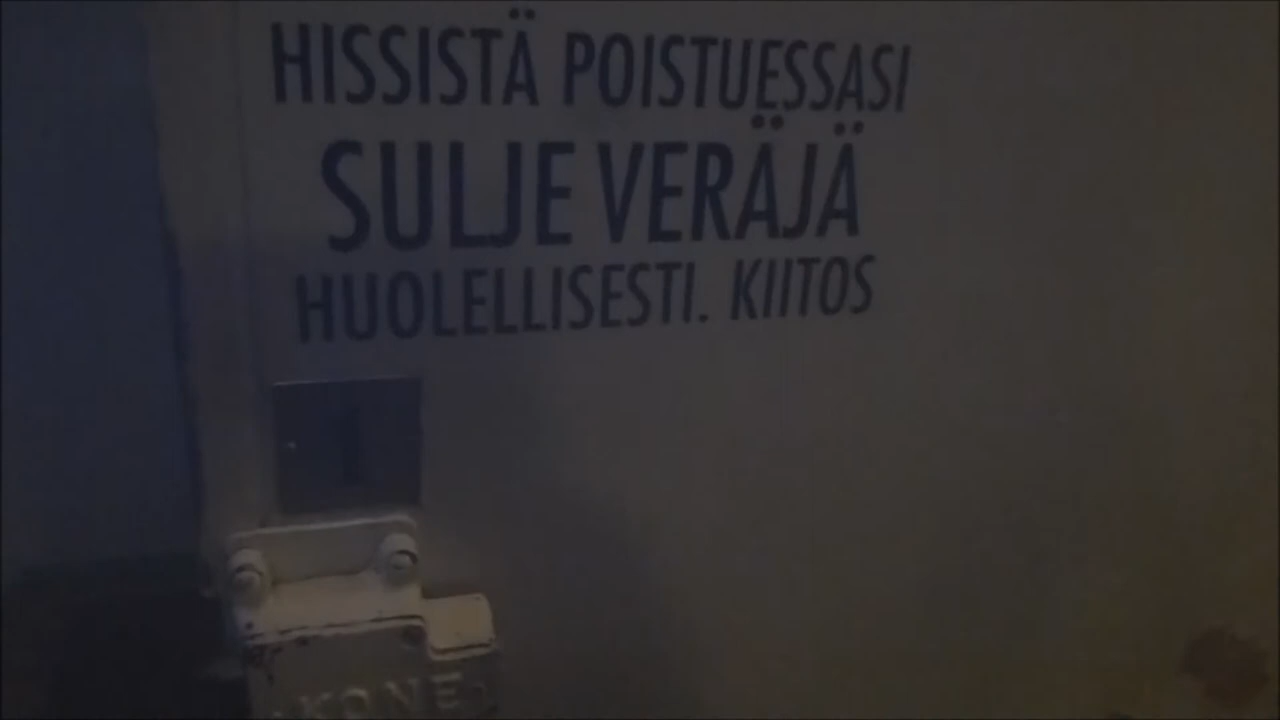 HISSISTÄ POISTUESSASI
SULJE VERÄJÄ
HUOLELLISESTI. KIITOS
KONE